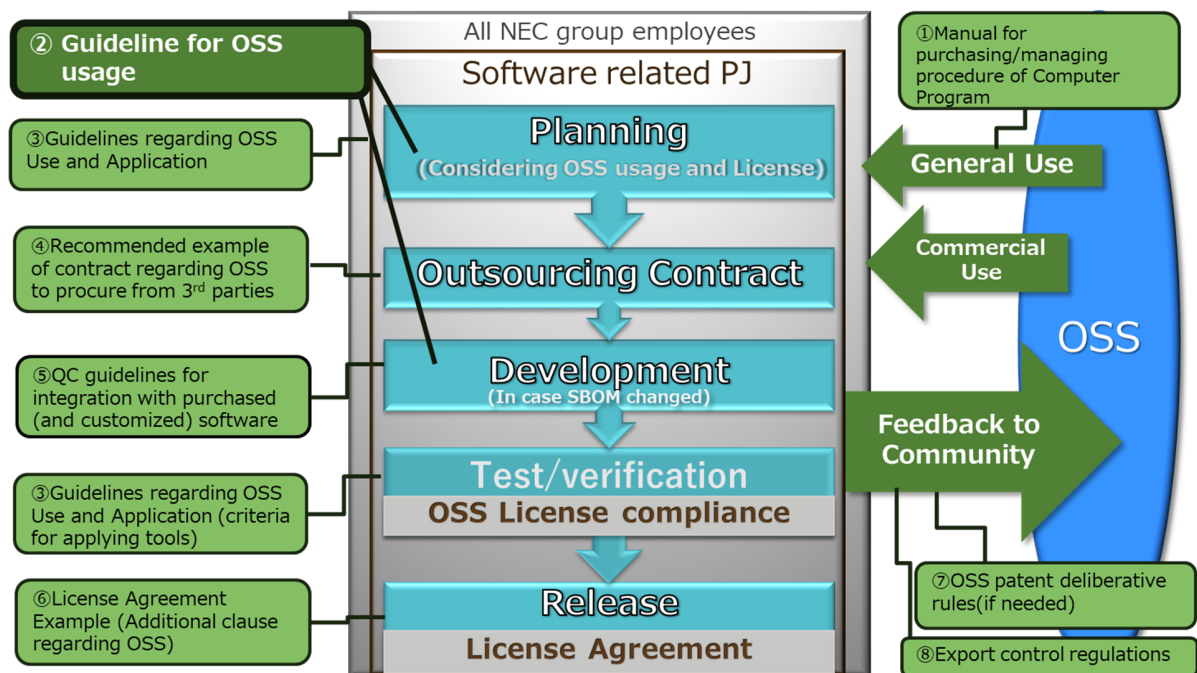 All NEC group employees
Software related PJ
② Guideline for OSS
usage
③Guidelines regarding OSS
Use and Application
④Recommended example
of contract regarding OSS
to procure from 3rd parties
⑤QC guidelines for
integration with purchased
(and customized) software
③Guidelines regarding OSS
Use and Application (criteria
for applying tools)
⑥License Agreement
Example (Additional clause
regarding OSS)
Planning
(Considering OSS usage and License)
Outsourcing Contract
Development
(In case SBOM changed)
Test/verification
OSS License compliance
Release
License Agreement
①Manual for
purchasing/managing
procedure of Computer
Program
General Use
Commercial
Use
OSS
Feedback to
Community
⑦OSS patent deliberative
rules(if needed)
⑧Export control regulations